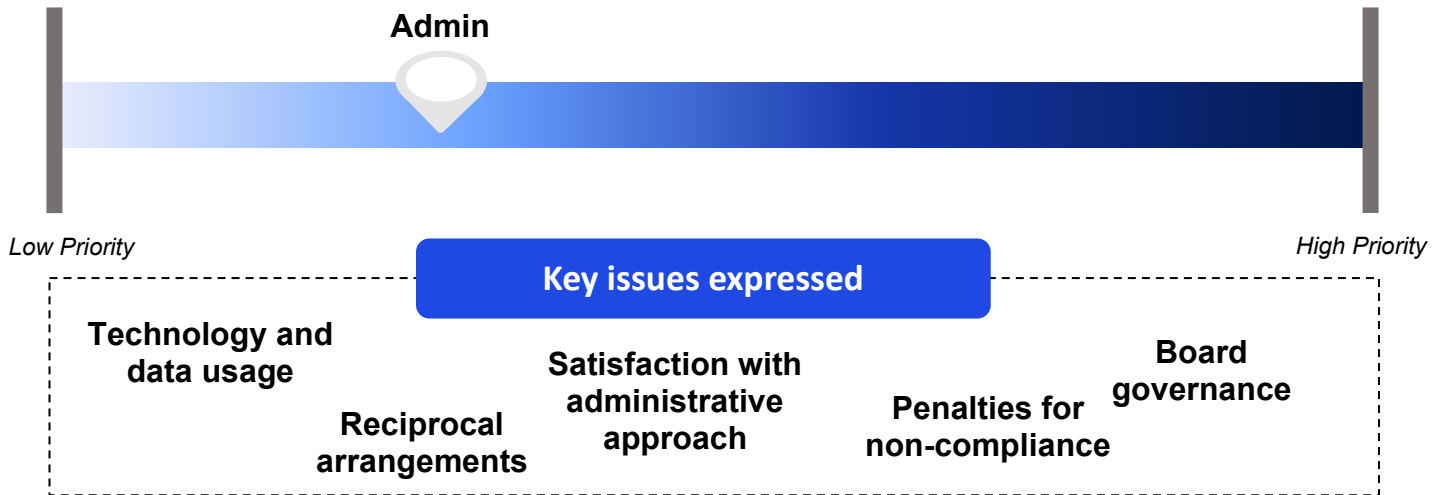 Admin
Low Priority
High Priority
Key issues expressed
Technology and
data usage
Reciprocal
arrangements
Satisfaction with
administrative
approach
Penalties for
non-compliance
Board
governance